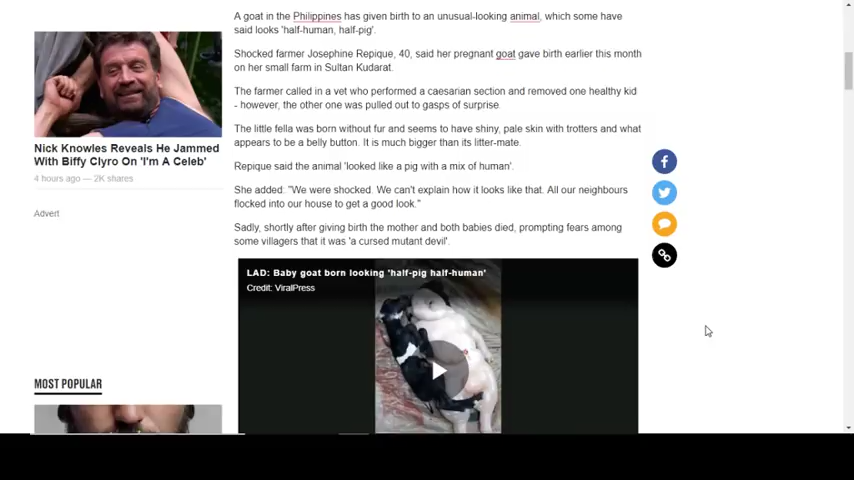 A goat in the Philippines has given birth to an unusual-looking animal, which some have
said looks 'half-human, half-pig'.
Shocked farmer Josephine Repique, 40, said her pregnant goat gave birth earlier this month
on her small farm in Sultan Kudarat.
The farmer called in a vet who performed a caesarian section and removed one healthy kid
- however, the other one was pulled out to gasps of surprise
The little fella was born without fur and seems to have shiny, pale skin with trotters and what
appears to be a belly button. It is much bigger than its litter-mate.
Repique said the animal 'looked like a pig with a mix of human'.
She added: "We were shocked. We can't explain how it looks like that. All our neighbours
flocked into our house to get a good look."
Sadly, shortly after giving birth the mother and both babies died, prompting fears among
some villagers that it was 'a cursed mutant devil'.
LAD: Baby goat born looking 'half-pig half-human'
Credit: ViralPress
Nick Knowles Reveals He Jammed
With Biffy Clyro On 'I'm A Celeb'
4 hours ago — 2K shares
Advert
MOST POPULAR